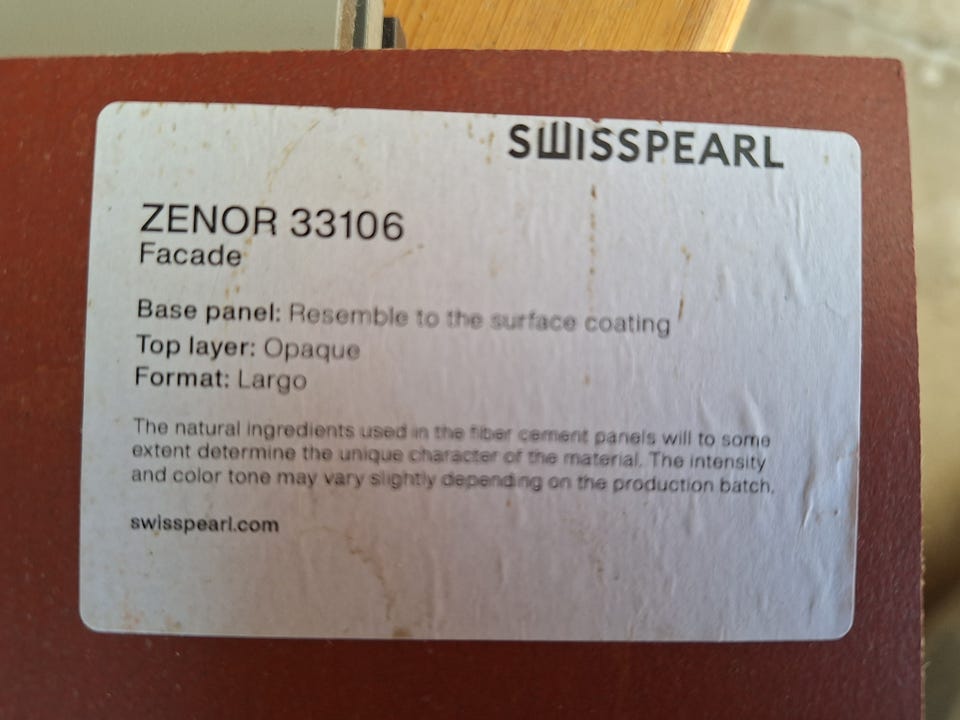 SWISSPEARL
ZENOR 33106
Facade
Base panel: Resemble to the surface coating
Top layer: Opaque
Format: Largo
The natural ingredients used in the fiber cement panels will to some
extent determine the unique character of the material. The intensity
and color tone may vary slightly depending on the production batch.
swisspearl.com